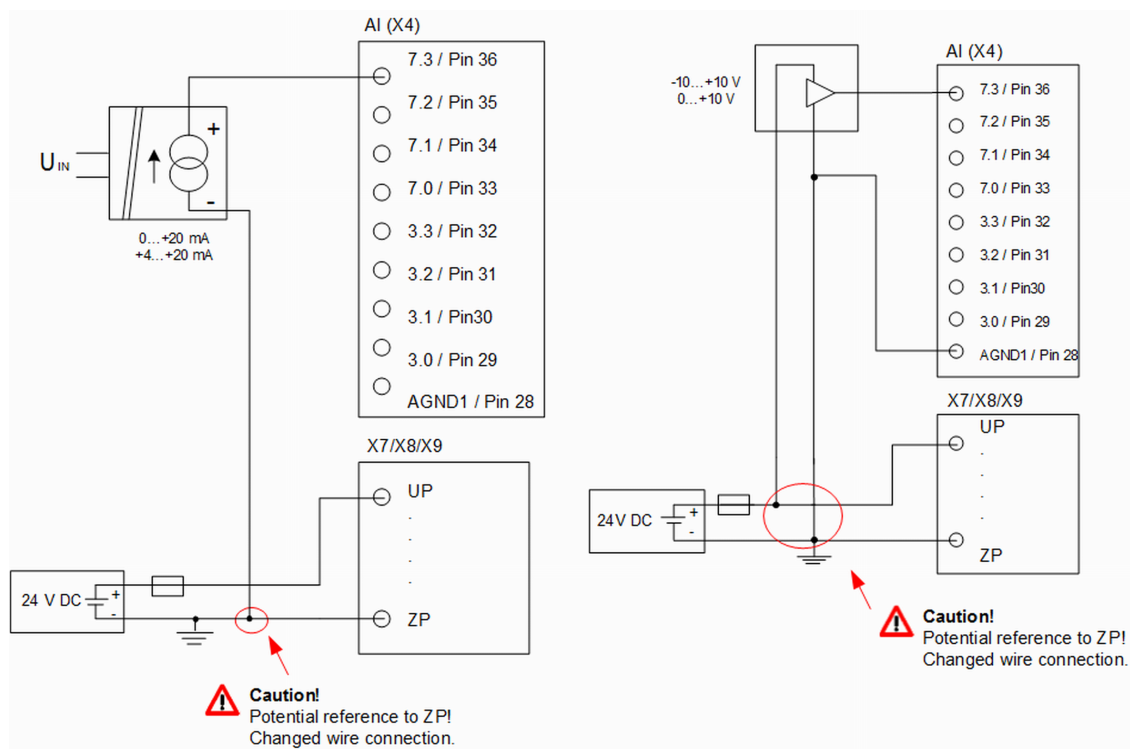 AI (X4)
7.3 / Pin 36
7.2 / Pin 35
7.1 / Pin 34
7.0 / Pin 33
3.3 / Pin 32
3.2 / Pin 31
3.1 / Pin30
3.0 / Pin 29
AGND1 / Pin 28
UIN
+
-
0...+20 mA
+4...+20 mA
X7/X8/X9
UP
.
.
.
.
ZP
24 V DC
+
-
Caution!
Potential reference to ZP!
Changed wire connection.
-10...+10 V
0...+10 V
AI (X4)
7.3 / Pin 36
7.2 / Pin 35
7.1 / Pin 34
7.0 / Pin 33
3.3 / Pin 32
3.2 / Pin 31
3.1 / Pin30
3.0 / Pin 29
AGND1 / Pin 28
X7/X8/X9
UP
.
.
.
.
ZP
24V DC
+
-
Caution!
Potential reference to ZP!
Changed wire connection.